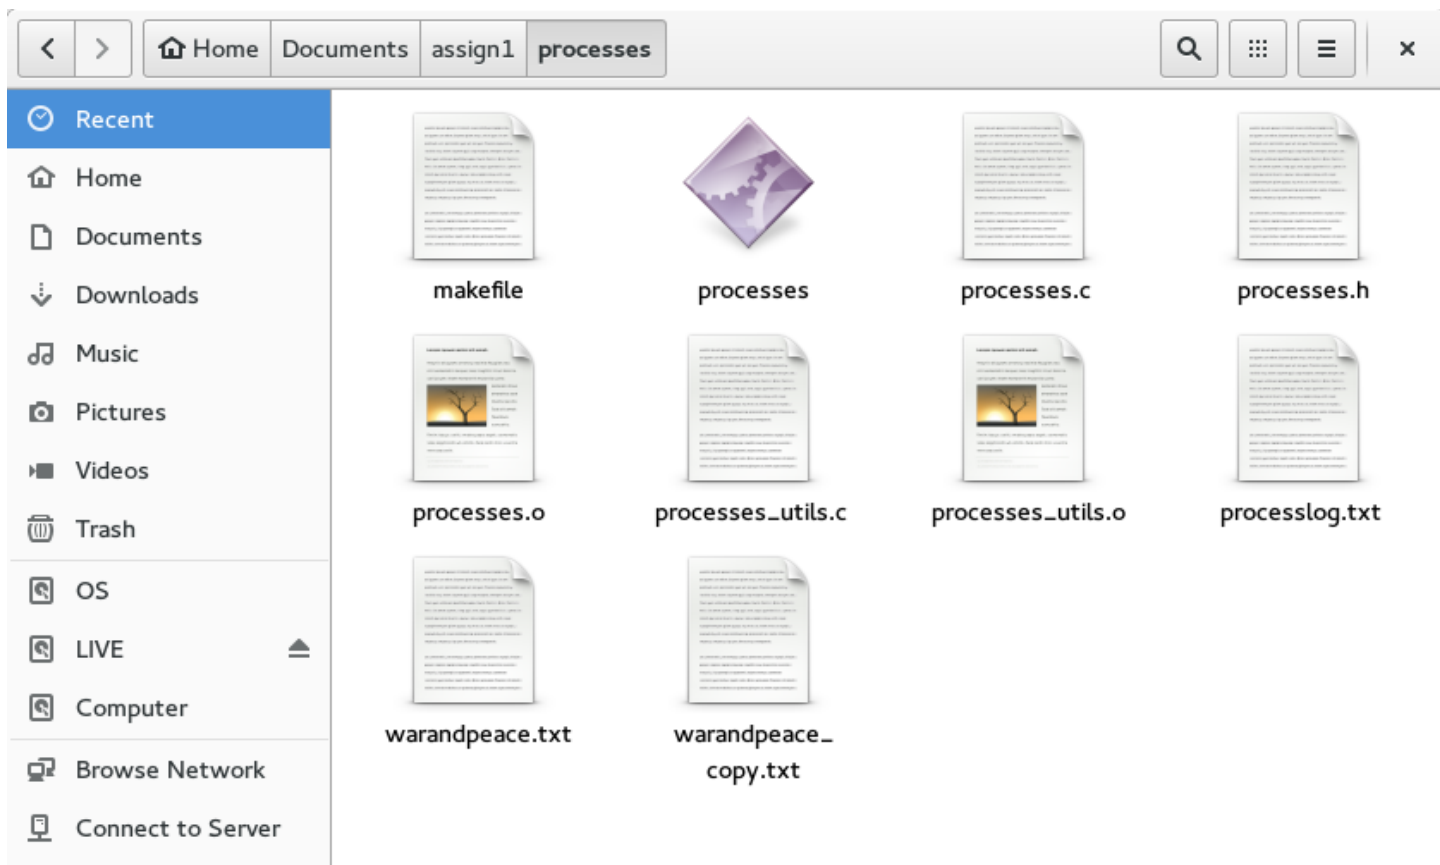 Home Documents assign1 processes
Recent
Home
Documents
Downloads
Music
Pictures
Videos
Trash
OS
LIVE
Computer
Browse Network
Connect to Server
makefile processes processes.c processes.h
processes.o processes_utils.c processes_utils.o processlog.txt
warandpeace.txt warandpeace_
copy.txt